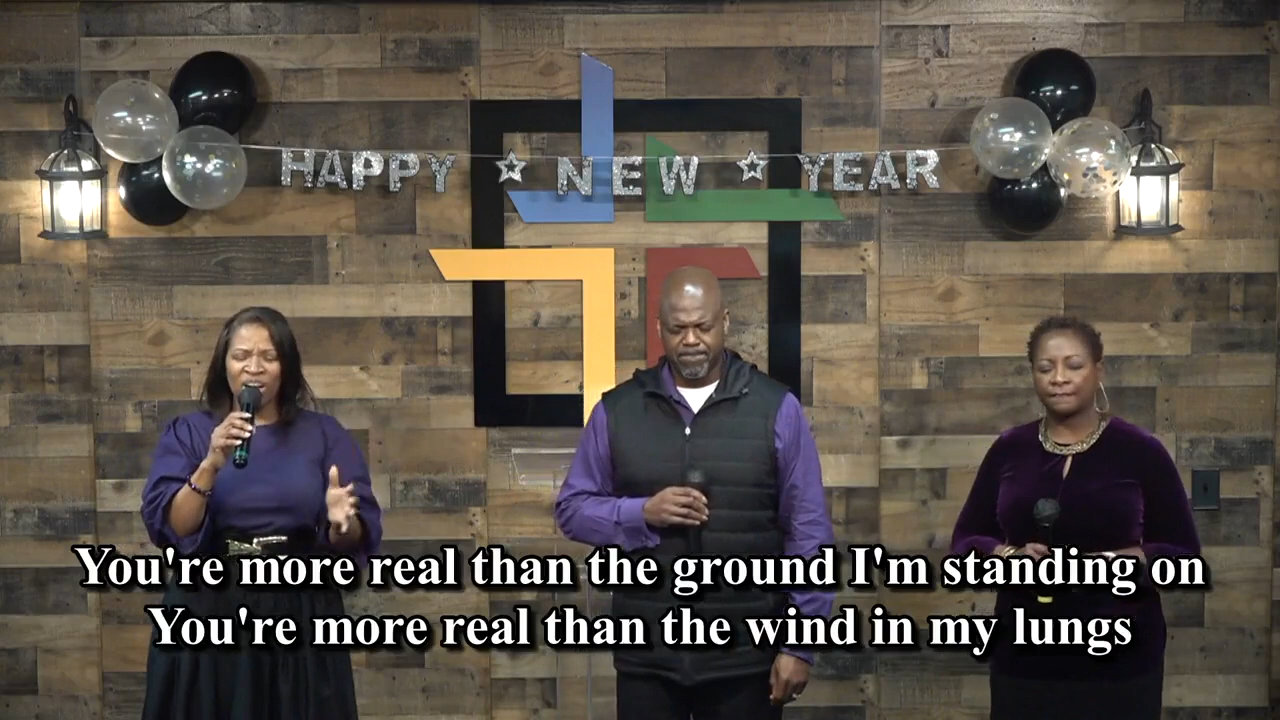 HAPPY ☆ NEW ☆ YEAR
You're more real than the ground I'm standing on
You're more real than the wind in my lungs